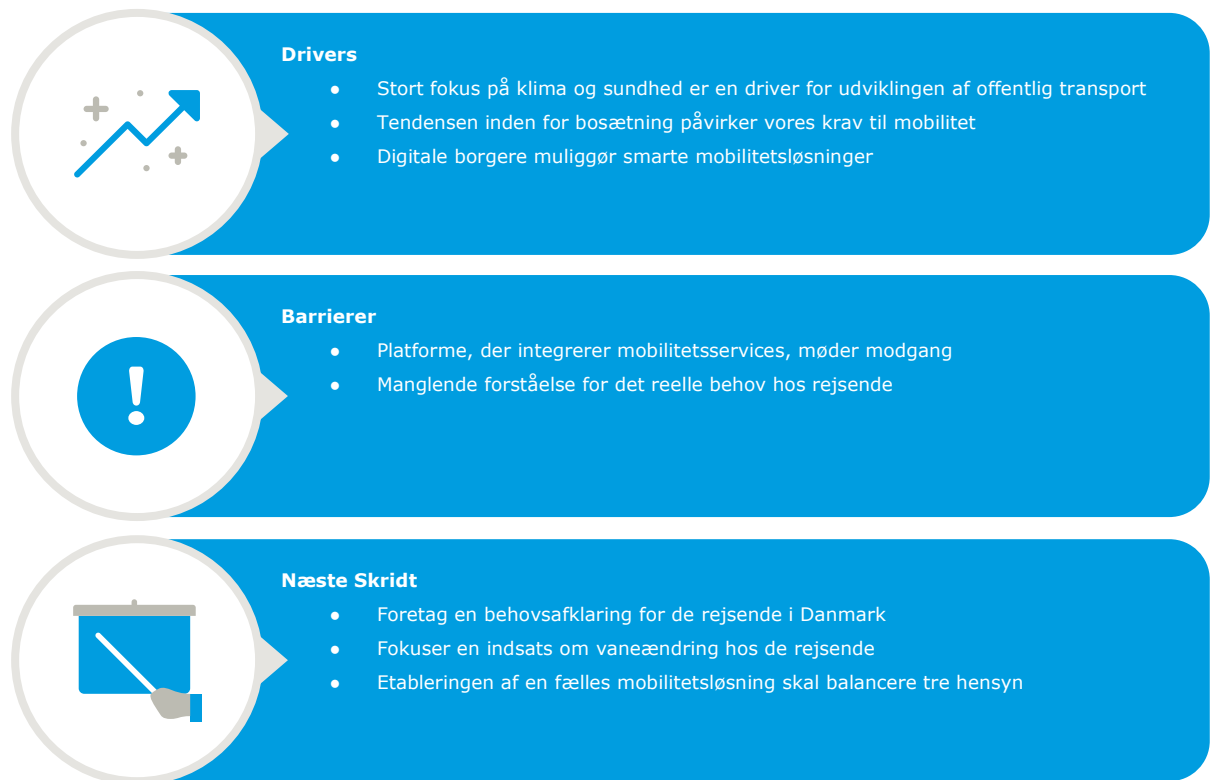 Drivers
● Stort fokus på klima og sundhed er en driver for udviklingen af offentlig transport
● Tendensen inden for bosætning påvirker vores krav til mobilitet
● Digitale borgere muliggør smarte mobilitetsløsninger
Barrierer
● Platforme, der integrerer mobilitetsservices, møder modgang
● Manglende forståelse for det reelle behov hos rejsende
Næste Skridt
● Foretag en behovsafklaring for de rejsende i Danmark
● Fokuser en indsats om vaneændring hos de rejsende
● Etableringen af en fælles mobilitetsløsning skal balancere tre hensyn